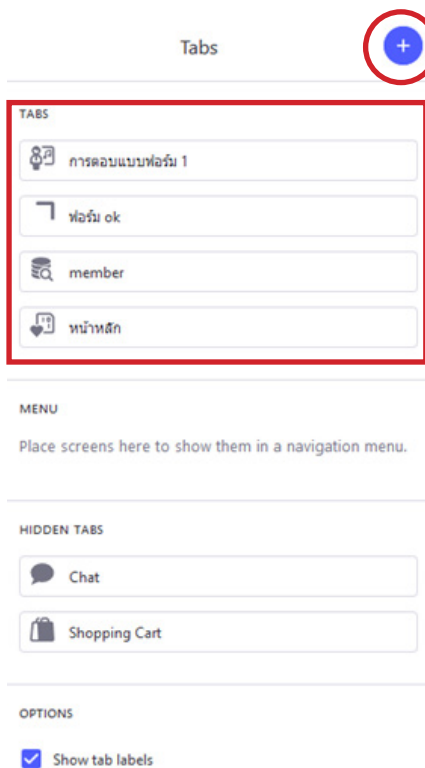 Tabs
+
TABS
การตอบแบบฟอร์ม 1
ฟอร์ม ok
member
หน้าหลัก
MENU
Place screens here to show them in a navigation menu.
HIDDEN TABS
Chat
Shopping Cart
OPTIONS
Show tab labels